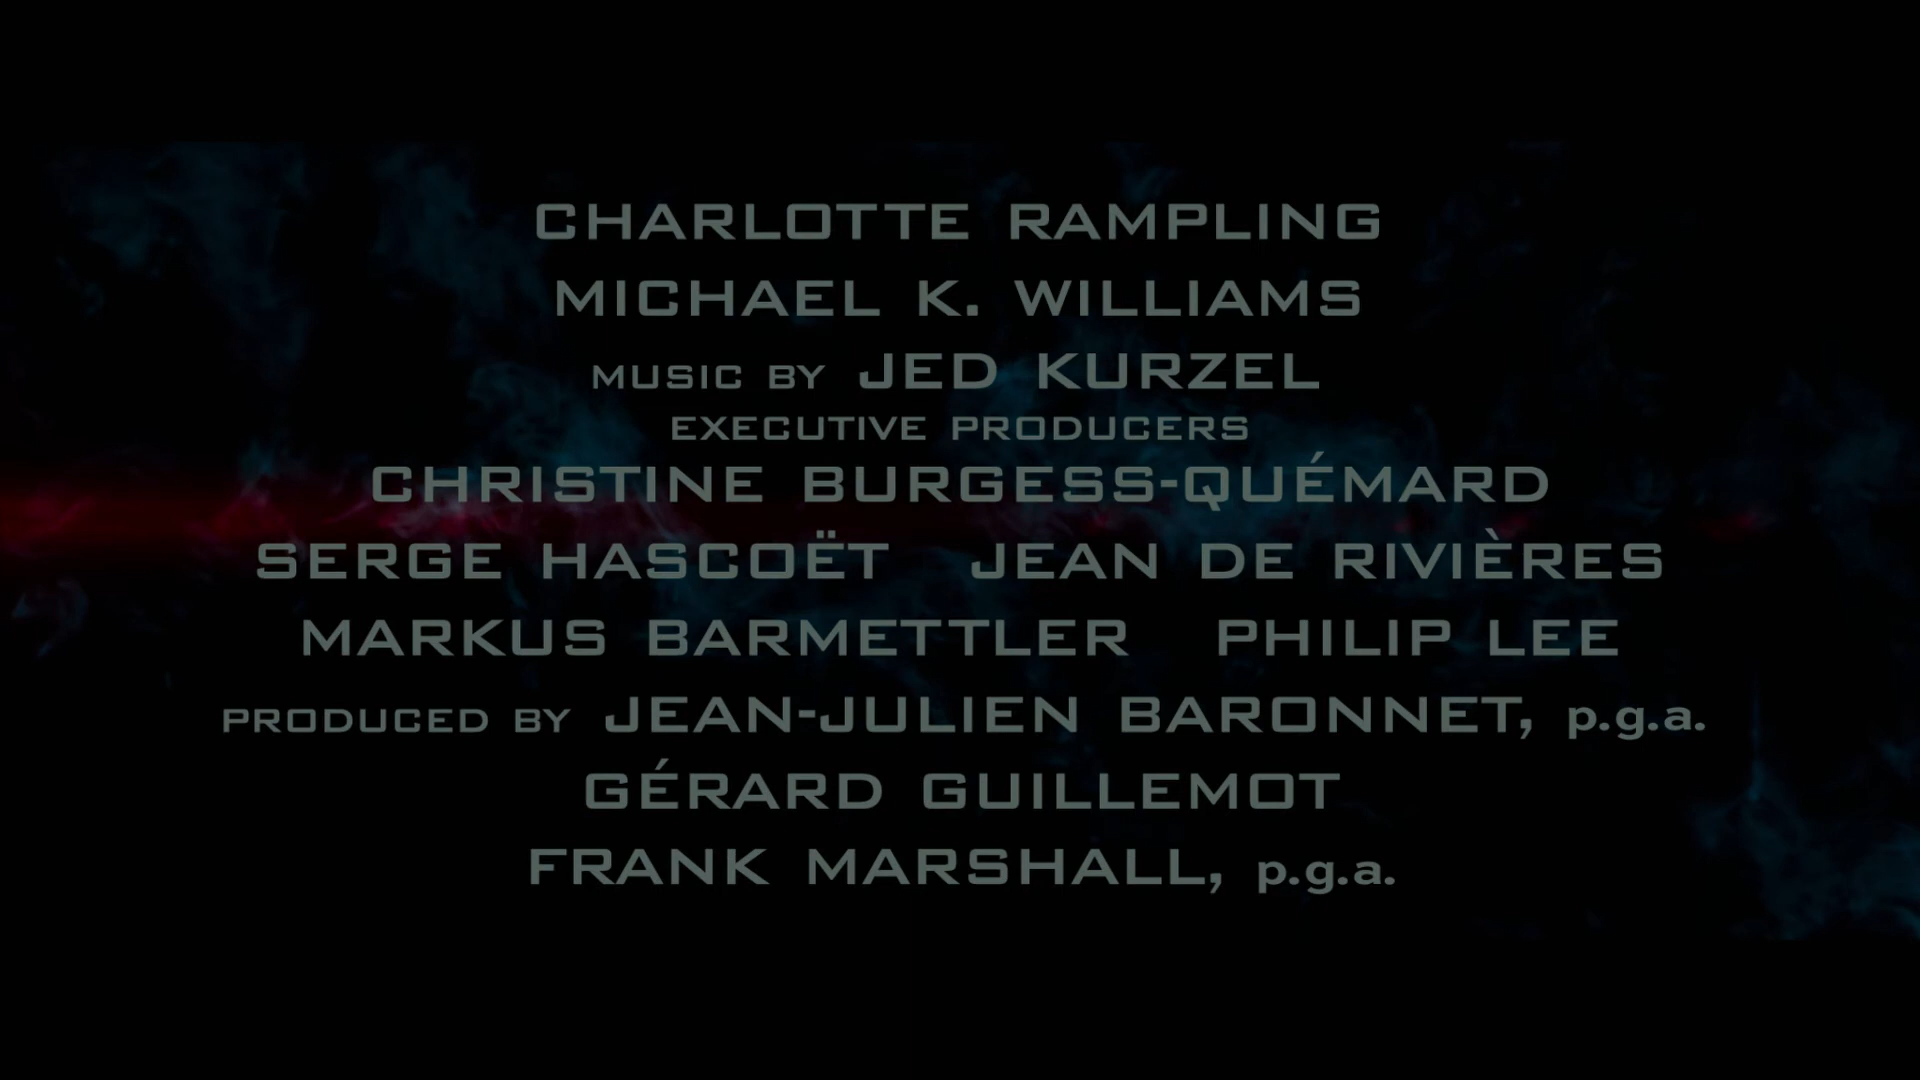 CHARLOTTE RAMPLING
MICHAEL K. WILLIAMS
MUSIC BY JED KURZEL
EXECUTIVE PRODUCERS
CHRISTINE BURGESS-QUÉMARD
SERGE HASCOËT JEAN DE RIVIÈRES
MARKUS BARMETTLER PHILIP LEE
PRODUCED BY JEAN-JULIEN BARONNET, p.g.a.
GÉRARD GUILLEMOT
FRANK MARSHALL, p.g.a.